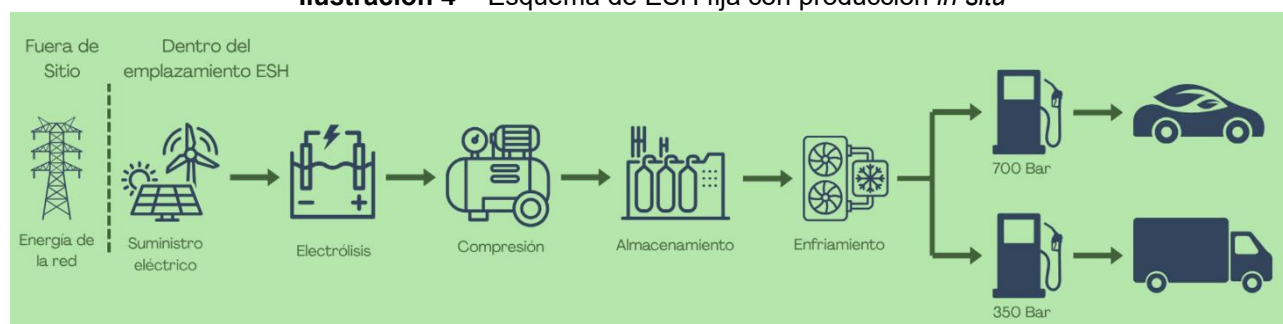 Ilustración 4 – Esquema de ESH fija con producción in situ
Fuera de
Sitio
Dentro del
emplazamiento ESH
Energía de
la red
Suministro
eléctrico
Electrólisis
Compresión
Almacenamiento
Enfriamiento
700 Bar
350 Bar